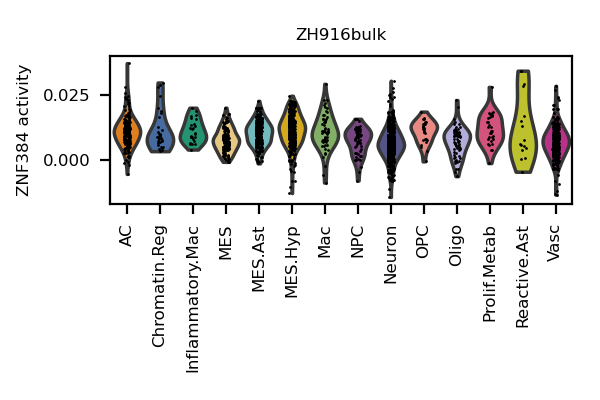 ZH916bulk
ZNF384 activity
0.025
0.000
AC
Chromatin.Reg
Inflammatory.Mac
MES
MES.Ast
MES.Hyp
Mac
NPC
Neuron
OPC
Oligo
Prolif.Metab
Reactive.Ast
Vasc